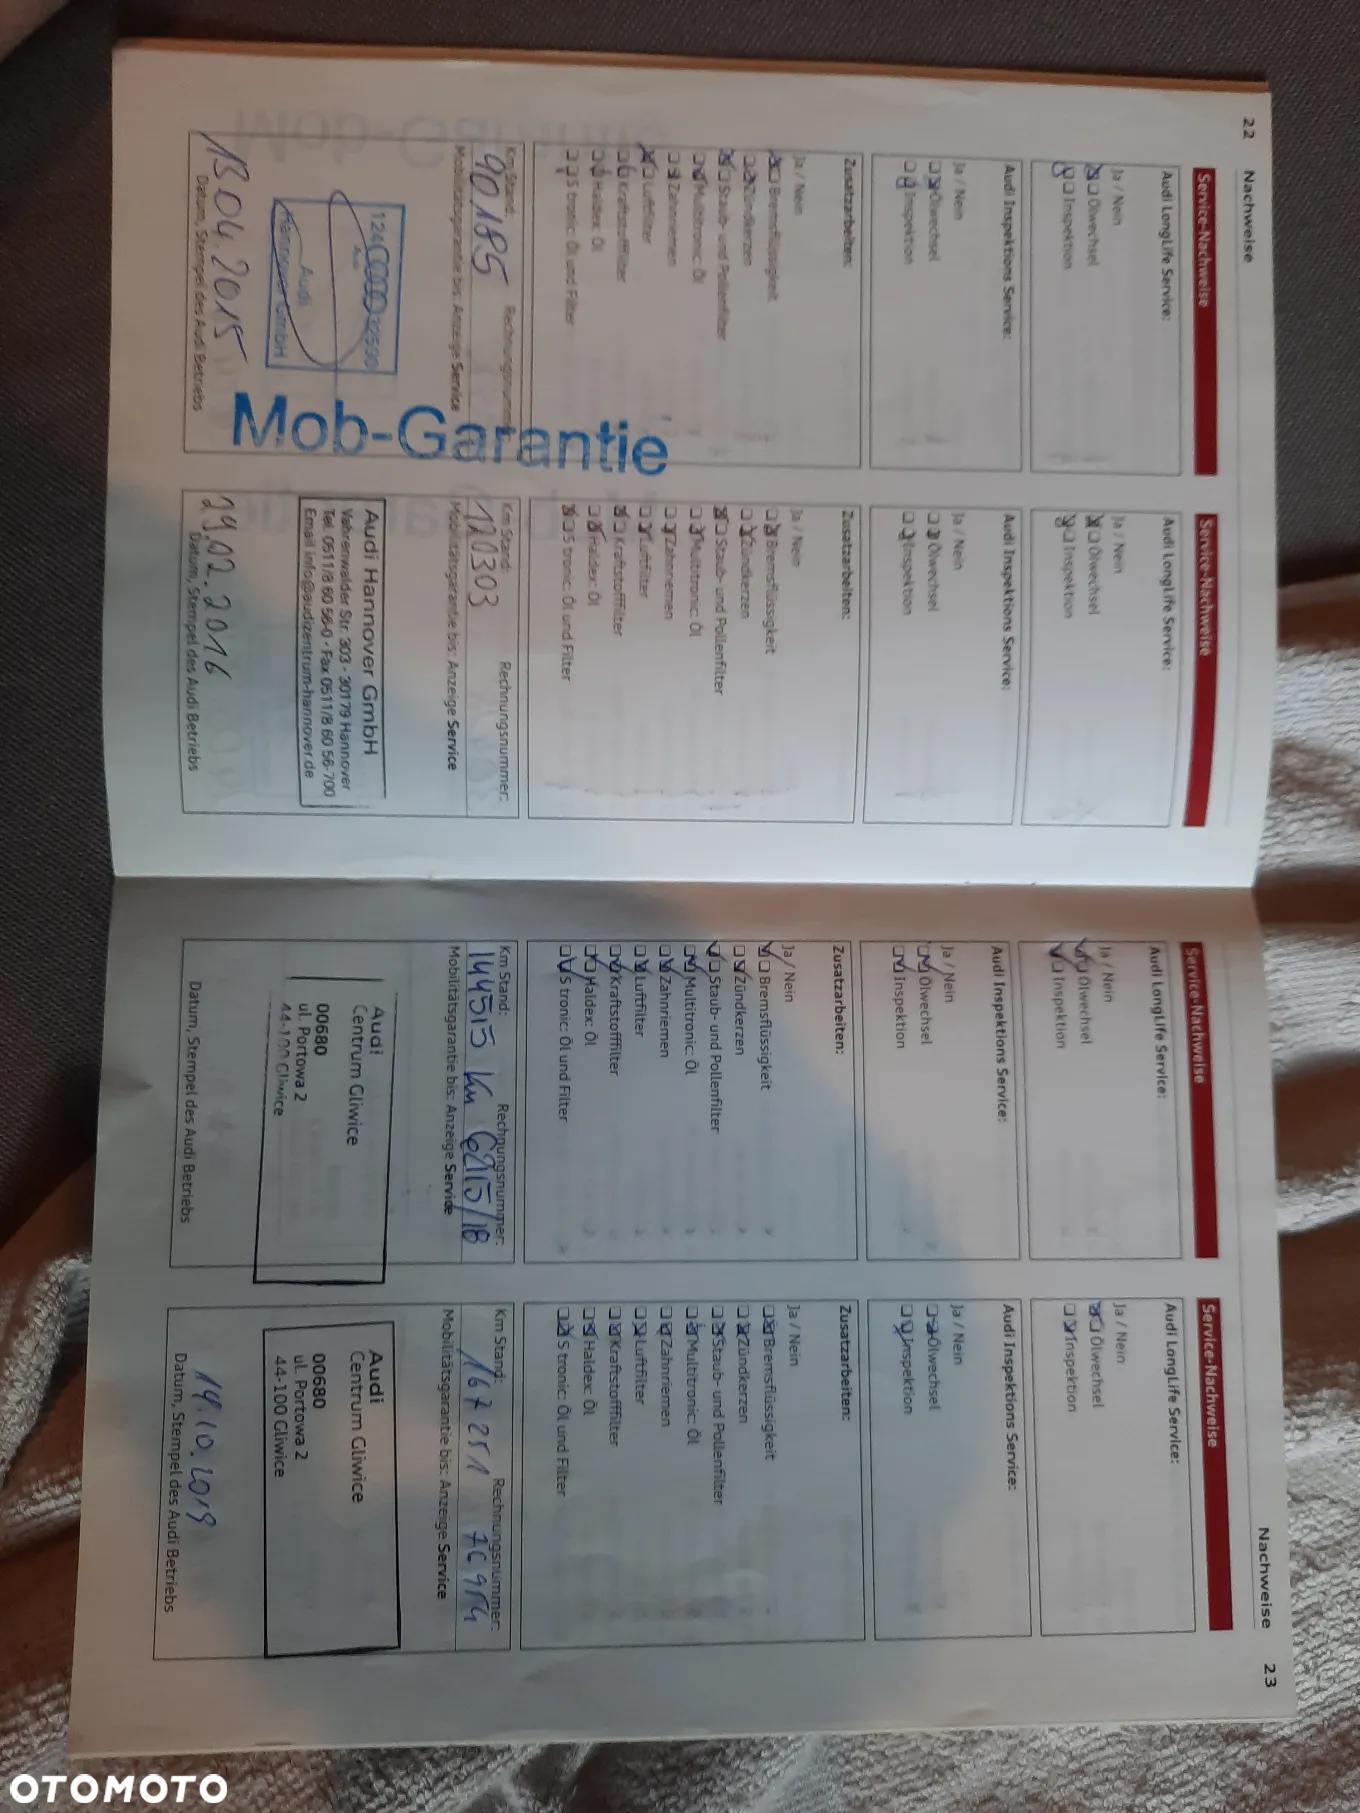 22
Nachweise
Service-Nachweise
Audi LongLife Service:
Ja / Nein
Ölwechsel
Inspektion
Audi Inspektions Service:
Ja / Nein
Ölwechsel
Inspektion
Zusatzarbeiten:
Ja / Nein
Bremsflüssigkeit
Zündkerzen
Staub- und Pollenfilter
Multitronic: Öl
Zahnriemen
Luftfilter
Kraftstofffilter
Haldex: Öl
S tronic: Öl und Filter
Km Stand: Rechnungsnummer:
90185
Mobilitätsgarantie bis: Anzeige Service
Audi
Hannover GmbH
13.04.2015
Datum, Stempel des Audi Betriebs
Mob-Garantie
Service-Nachweise
Audi LongLife Service:
Ja / Nein
Ölwechsel
Inspektion
Audi Inspektions Service:
Ja / Nein
Ölwechsel
Inspektion
Zusatzarbeiten:
Ja / Nein
Bremsflüssigkeit
Zündkerzen
Staub- und Pollenfilter
Multitronic: Öl
Zahnriemen
Luftfilter
Kraftstofffilter
Haldex: Öl
S tronic: Öl und Filter
Km Stand: Rechnungsnummer:
120303
Mobilitätsgarantie bis: Anzeige Service
Audi Hannover GmbH
Vahrenwalder Str. 303 · 30179 Hannover
Tel. 0511/8 60 56-0 · Fax 0511/8 60 56-700
Email info@audizentrum-hannover.de
29.02.2016
Datum, Stempel des Audi Betriebs
Service-Nachweise
Audi LongLife Service:
Ja / Nein
Ölwechsel
Inspektion
Audi Inspektions Service:
Ja / Nein
Ölwechsel
Inspektion
Zusatzarbeiten:
Ja / Nein
Bremsflüssigkeit
Zündkerzen
Staub- und Pollenfilter
Multitronic: Öl
Zahnriemen
Luftfilter
Kraftstofffilter
Haldex: Öl
S tronic: Öl und Filter
Km Stand: Rechnungsnummer:
144515 km 6215/18
Mobilitätsgarantie bis: Anzeige Service
Audi
Centrum Gliwice
00680
ul. Portowa 2
44-100 Gliwice
Datum, Stempel des Audi Betriebs
Nachweise
23
Service-Nachweise
Audi LongLife Service:
Ja / Nein
Ölwechsel
Inspektion
Audi Inspektions Service:
Ja / Nein
Ölwechsel
Inspektion
Zusatzarbeiten:
Ja / Nein
Bremsflüssigkeit
Zündkerzen
Staub- und Pollenfilter
Multitronic: Öl
Zahnriemen
Luftfilter
Kraftstofffilter
Haldex: Öl
S tronic: Öl und Filter
Km Stand: Rechnungsnummer:
167251
Mobilitätsgarantie bis: Anzeige Service
Audi
Centrum Gliwice
00680
ul. Portowa 2
44-100 Gliwice
14.10.2019
Datum, Stempel des Audi Betriebs
OTOMOTO